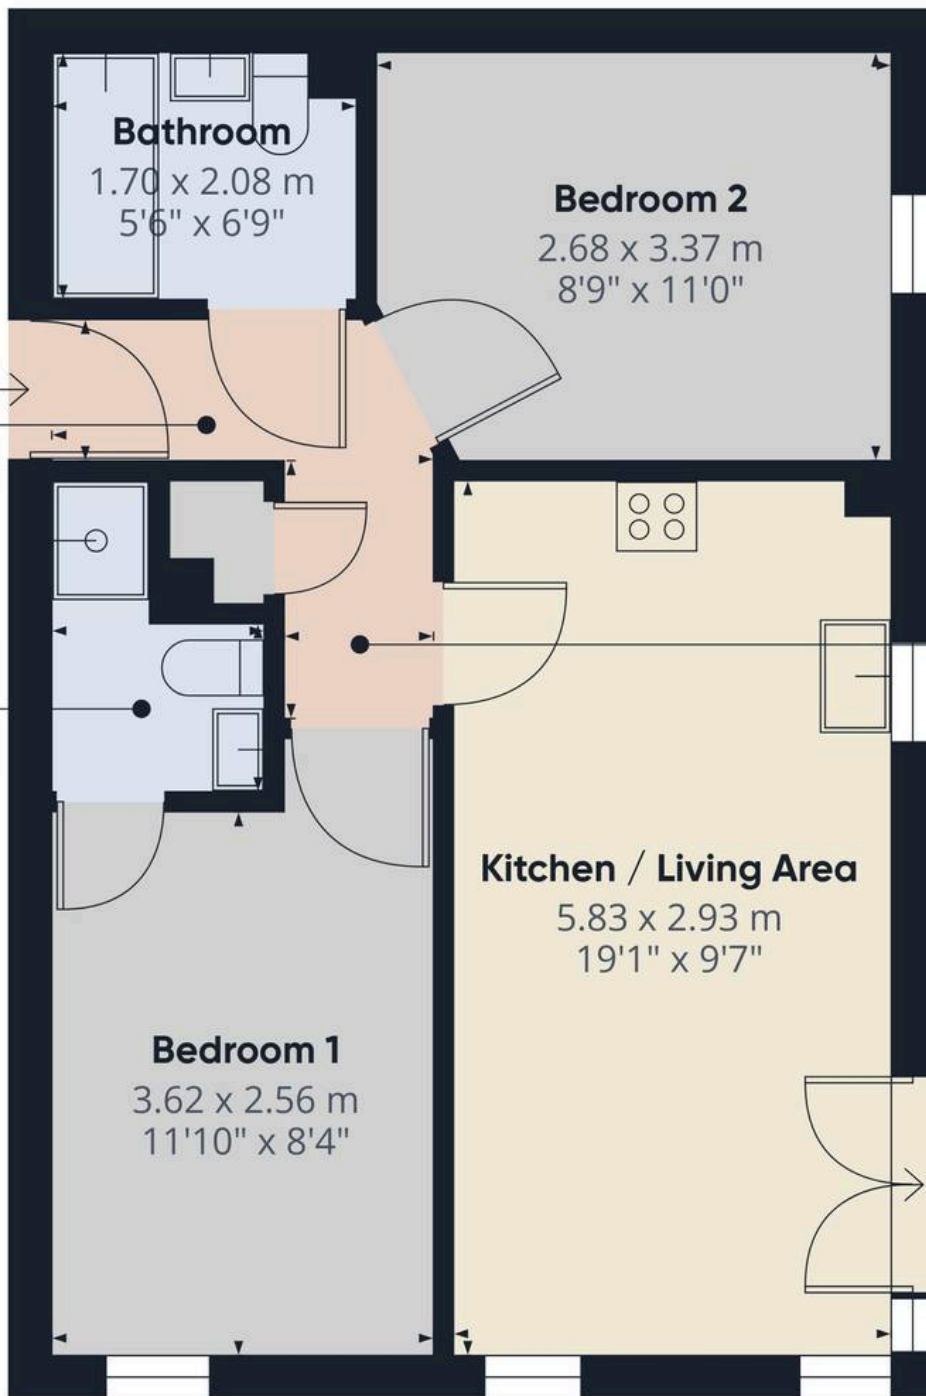 Bathroom
1.70 x 2.08 m
5'6" x 6'9"
Bedroom 2
2.68 x 3.37 m
8'9" x 11'0"
Kitchen / Living Area
5.83 x 2.93 m
19'1" x 9'7"
Bedroom 1
3.62 x 2.56 m
11'10" x 8'4"